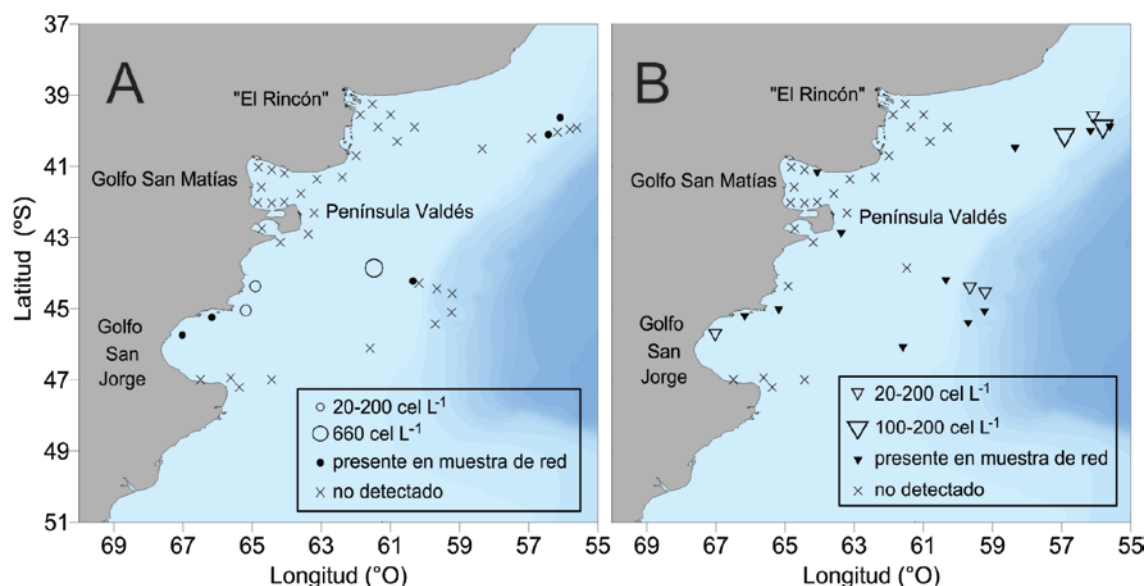 A
B
37
39
41
43
45
47
49
51
Latitud (ºS)
"El Rincón"
Golfo San Matías
Península Valdés
Golfo
San
Jorge
20-200 cel L⁻¹
660 cel L⁻¹
presente en muestra de red
no detectado
69 67 65 63 61 59 57 55
Longitud (°O)
"El Rincón"
Golfo San Matías
Península Valdés
Golfo
San
Jorge
20-200 cel L⁻¹
100-200 cel L⁻¹
presente en muestra de red
no detectado
69 67 65 63 61 59 57 55
Longitud (°O)